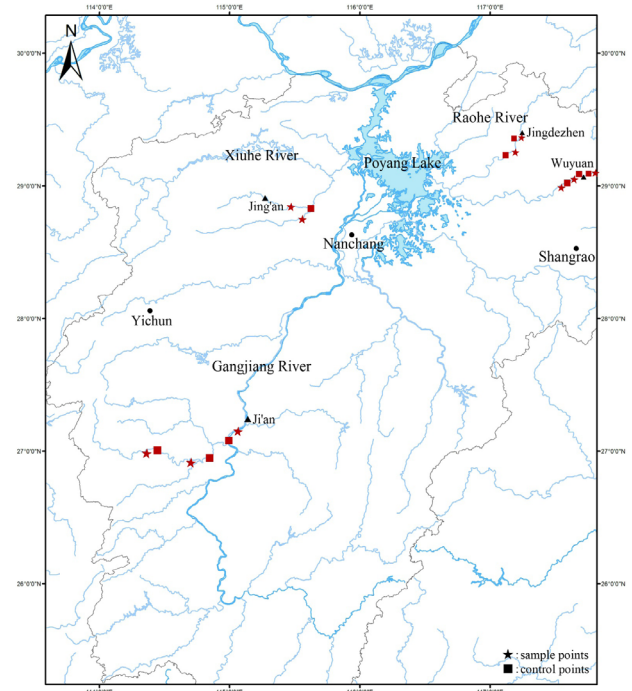 114°0'0"E 115°0'0"E 116°0'0"E 117°0'0"E
N
30°0'0"N 30°0'0"N
Raohe River
Jingdezhen
Xiuhe River
Poyang Lake
Wuyuan
29°0'0"N 29°0'0"N
Jing'an
Nanchang
Shangrao
28°0'0"N 28°0'0"N
Yichun
Gangjiang River
Ji'an
27°0'0"N 27°0'0"N
26°0'0"N 26°0'0"N
: sample points
: control points